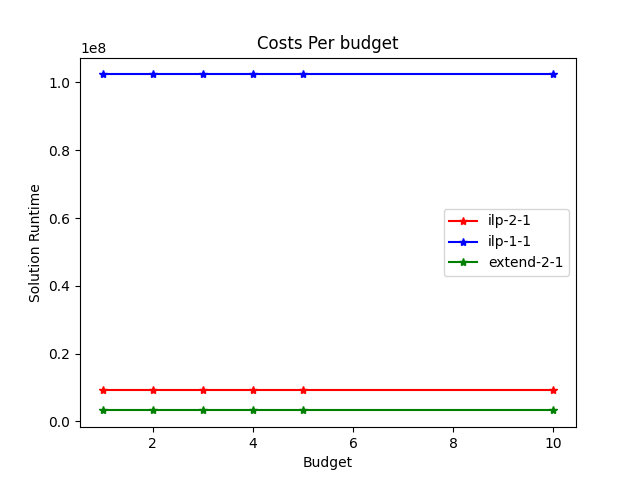 Costs Per budget
1e8
1.0
0.8
0.6
0.4
0.2
0.0
Solution Runtime
ilp-2-1
ilp-1-1
extend-2-1
2
4
6
8
10
Budget